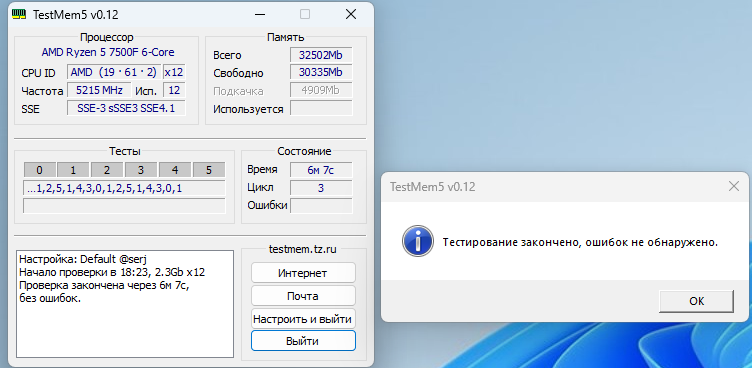 TestMem5 v0.12
Процессор
AMD Ryzen 5 7500F 6-Core
CPU ID AMD (19 · 61 · 2) x12
Частота 5215 MHz Исп. 12
SSE SSE-3 sSSE3 SSE4.1
Память
Всего 32502Mb
Свободно 30335Mb
Подкачка 4909Mb
Используется
Тесты
0 1 2 3 4 5
...1,2,5,1,4,3,0,1,2,5,1,4,3,0,1
Состояние
Время 6м 7с
Цикл 3
Ошибки
Настройка: Default @serj
Начало проверки в 18:23, 2.3Gb x12
Проверка закончена через 6м 7с,
без ошибок.
testmem.tz.ru
Интернет
Почта
Настроить и выйти
Выйти
TestMem5 v0.12
Тестирование закончено, ошибок не обнаружено.
OK